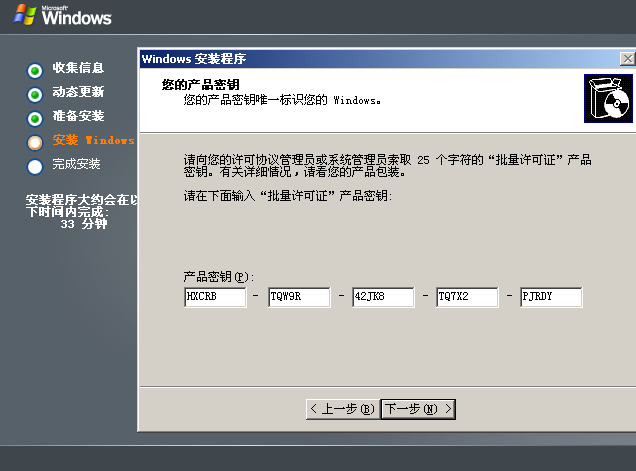 Microsoft
Windows
收集信息
动态更新
准备安装
安装 Windows
完成安装
安装程序大约会在以
下时间内完成:
33 分钟
Windows 安装程序
您的产品密钥
您的产品密钥唯一标识您的 Windows。
请向您的许可协议管理员或系统管理员索取 25 个字符的“批量许可证”产品
密钥。有关详细情况，请看您的产品包装。
请在下面输入“批量许可证”产品密钥:
产品密钥(P):
HXCRB - TQW9R - 42JK8 - TQ7X2 - PJRDY
< 上一步(B) 下一步(N) >